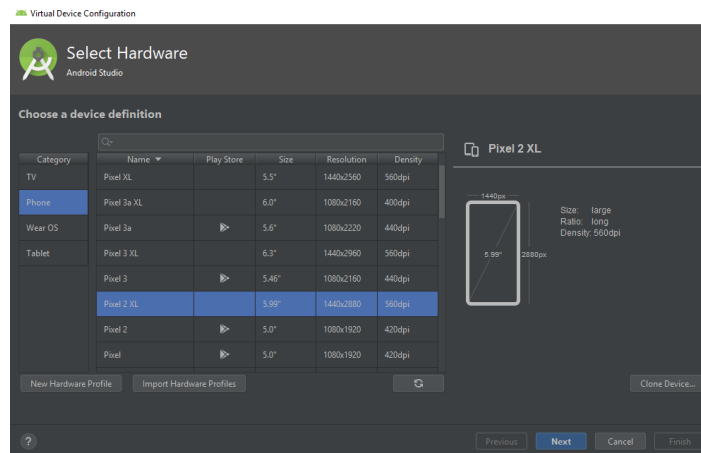 Virtual Device Configuration
Select Hardware
Android Studio
Choose a device definition
Category
TV
Phone
Wear OS
Tablet
Name Play Store Size Resolution Density
Pixel XL 5.5" 1440x2560 560dpi
Pixel 3a XL 6.0" 1080x2160 400dpi
Pixel 3a 5.6" 1080x2220 440dpi
Pixel 3 XL 6.3" 1440x2960 560dpi
Pixel 3 5.46" 1080x2160 440dpi
Pixel 2 XL 5.99" 1440x2880 560dpi
Pixel 2 5.0" 1080x1920 420dpi
Pixel 5.0" 1080x1920 420dpi
New Hardware Profile Import Hardware Profiles
Pixel 2 XL
1440px
5.99" 2880px
Size: large
Ratio: long
Density: 560dpi
Clone Device...
? Previous Next Cancel Finish